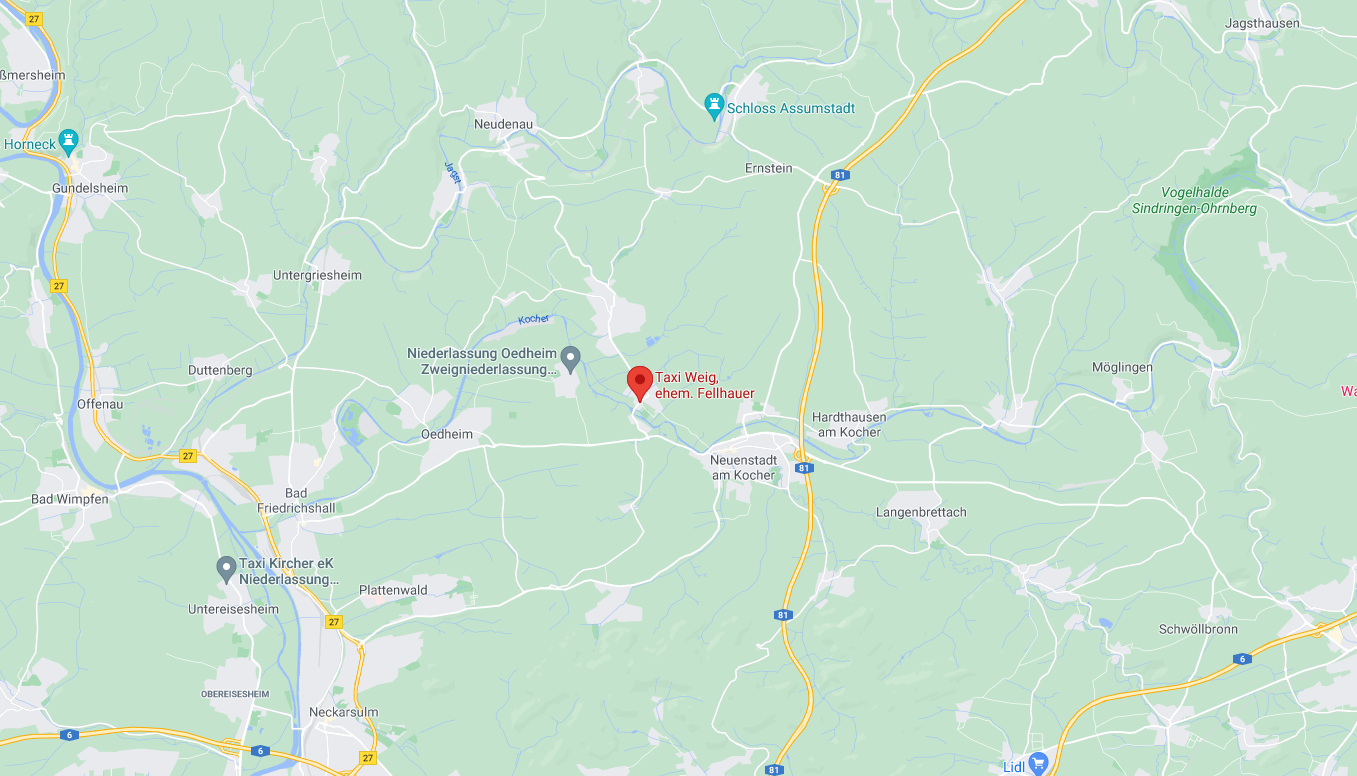 27
Jagsthausen
ßmersheim
Schloss Assumstadt
Neudenau
Horneck
Ernstein
Jagst
81
Gundelsheim
Vogelhalde
Sindringen-Ohrnberg
Untergriesheim
27
Kocher
Niederlassung Oedheim
Zweigniederlassung...
Duttenberg
Möglingen
Taxi Weig,
ehem. Fellhauer
Wa
Offenau
Hardthausen
am Kocher
Oedheim
27
Neuenstadt
am Kocher
81
Bad Wimpfen
Bad
Friedrichshall
Langenbrettach
Taxi Kircher eK
Niederlassung...
Plattenwald
Untereisesheim
81
27
Schwöllbronn
6
OBEREISESHEIM
Neckarsulm
6
6
27
Lidl
81